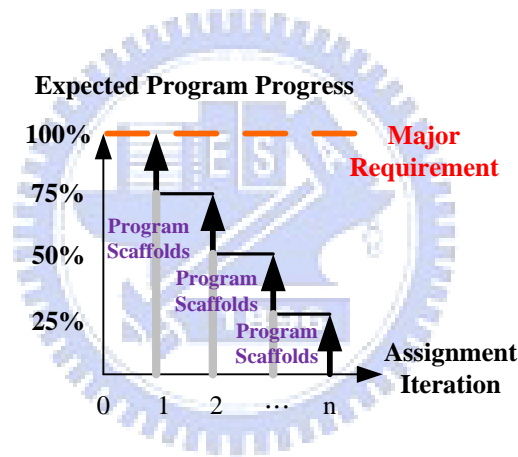 Expected Program Progress
100%
Major
Requirement
75%
Program
Scaffolds
50%
Program
Scaffolds
25%
Program
Scaffolds
Assignment
Iteration
0 1 2 ··· n